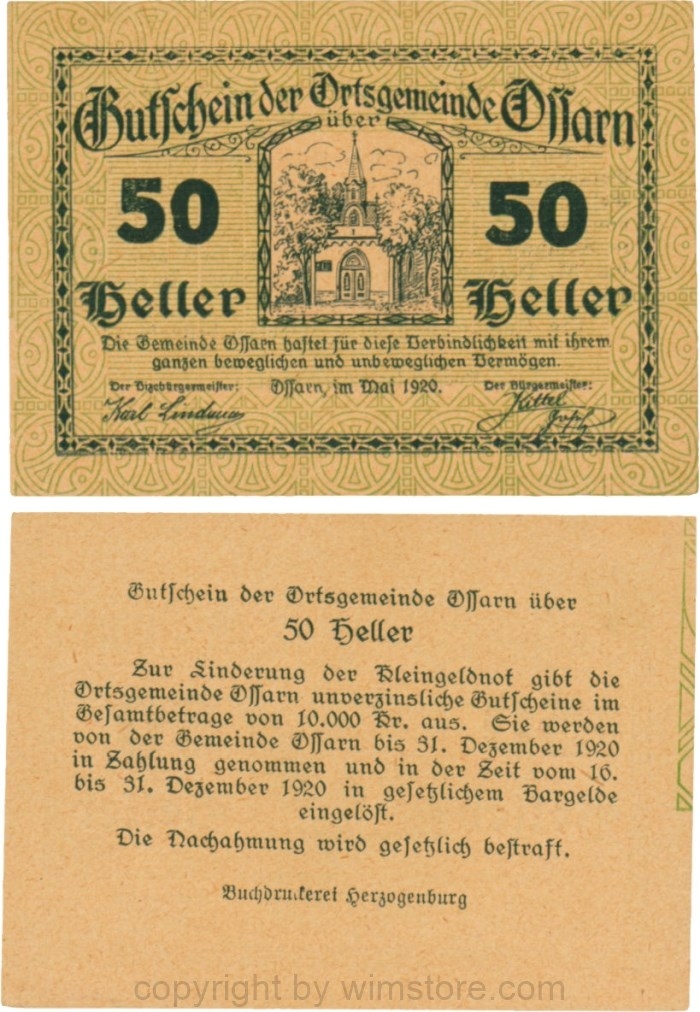 Gutschein der Ortsgemeinde Ossarn
über
50 50
Heller Heller
Die Gemeinde Ossarn haftet für diese Verbindlichkeit mit ihrem
ganzen beweglichen und unbeweglichen Vermögen.
Der Vizebürgermeister: Ossarn, im Mai 1920. Der Bürgermeister:
Karl Kittel
Gutschein der Ortsgemeinde Ossarn über
50 Heller
Zur Linderung der Kleingeldnot gibt die
Ortsgemeinde Ossarn unverzinsliche Gutscheine im
Gesamtbetrage von 10.000 Kr. aus. Sie werden
von der Gemeinde Ossarn bis 31. Dezember 1920
in Zahlung genommen und in der Zeit vom 16.
bis 31. Dezember 1920 in gesetzlichem Bargelde
eingelöst.
Die Nachahmung wird gesetzlich bestraft.
Buchdruckerei Herzogenburg
copyright by wimstore.com